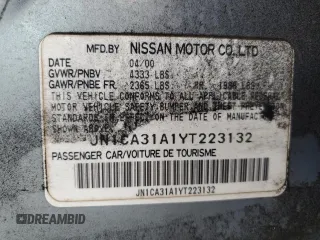 MFD.BY NISSAN MOTOR CO.,LTD
DATE 04/00
GVWR/PNBV 4333 LBS
GAWR/PNBE FR. 2365 LBS RR. LBS
THIS VEHICLE CONFORMS TO ALL APPLICABLE FEDERAL
MOTOR VEHICLE SAFETY BUMPER AND THEFT PREVENTION
STANDARDS IN EFFECT ON THE DATE OF MANUFACTURE
JN1CA31A1YT223132
PASSENGER CAR/VOITURE DE TOURISME
JN1CA31A1YT223132
DREAMBID